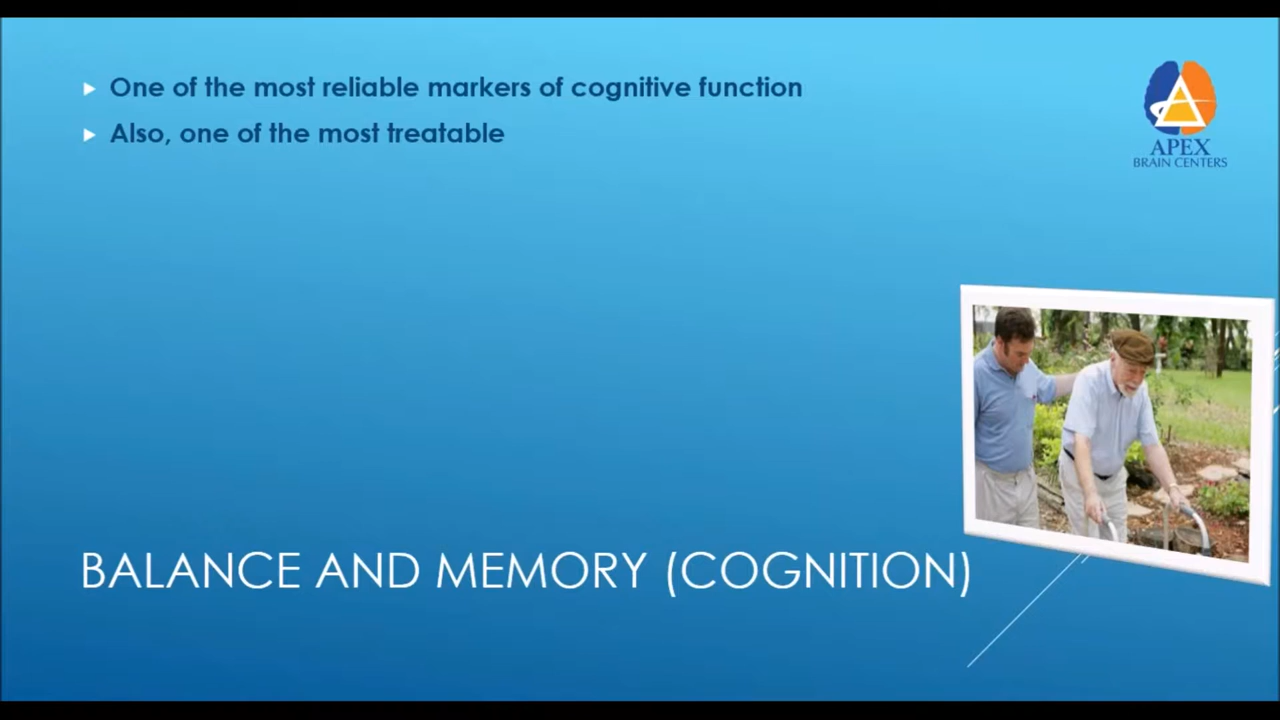 One of the most reliable markers of cognitive function
Also, one of the most treatable
APEX
BRAIN CENTERS
BALANCE AND MEMORY (COGNITION)